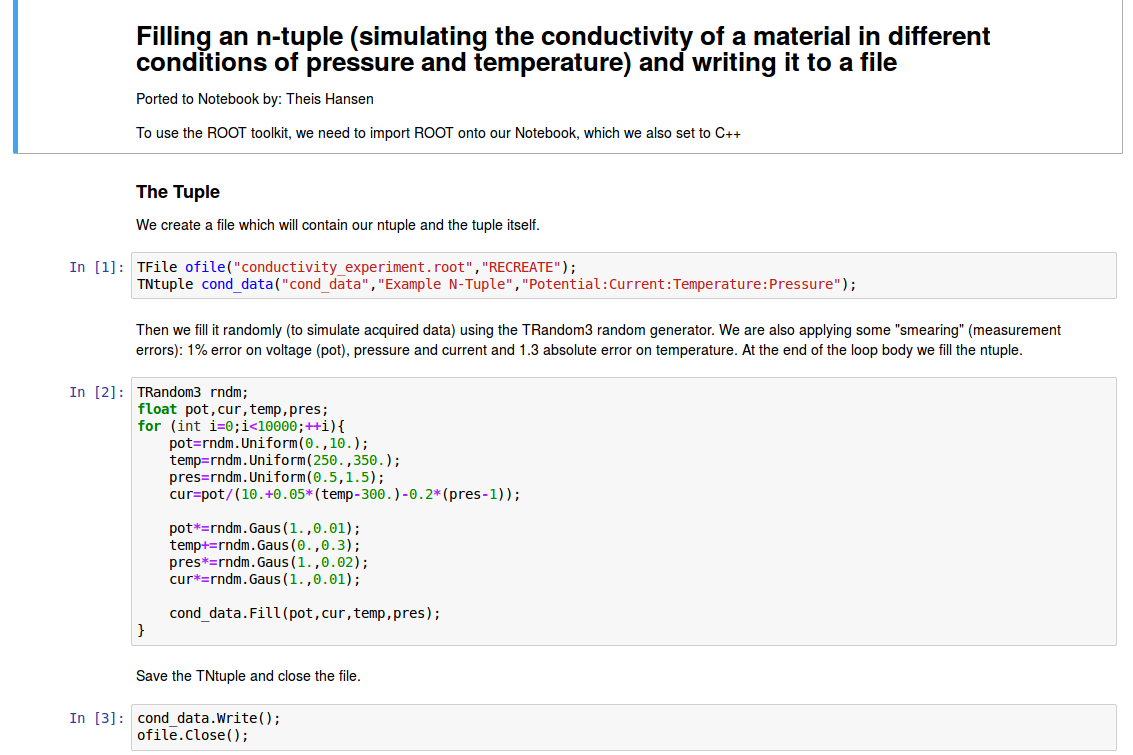 Filling an n-tuple (simulating the conductivity of a material in different
conditions of pressure and temperature) and writing it to a file
Ported to Notebook by: Theis Hansen
To use the ROOT toolkit, we need to import ROOT onto our Notebook, which we also set to C++
The Tuple
We create a file which will contain our ntuple and the tuple itself.
In [1]: TFile ofile("conductivity_experiment.root","RECREATE");
TNtuple cond_data("cond_data","Example N-Tuple","Potential:Current:Temperature:Pressure");
Then we fill it randomly (to simulate acquired data) using the TRandom3 random generator. We are also applying some "smearing" (measurement
errors): 1% error on voltage (pot), pressure and current and 1.3 absolute error on temperature. At the end of the loop body we fill the ntuple.
In [2]: TRandom3 rndm;
float pot,cur,temp,pres;
for (int i=0;i<10000;++i){
    pot=rndm.Uniform(0.,10.);
    temp=rndm.Uniform(250.,350.);
    pres=rndm.Uniform(0.5,1.5);
    cur=pot/(10.+0.05*(temp-300.)-0.2*(pres-1));
    pot*=rndm.Gaus(1.,0.01);
    temp+=rndm.Gaus(0.,0.3);
    pres*=rndm.Gaus(1.,0.02);
    cur*=rndm.Gaus(1.,0.01);
    cond_data.Fill(pot,cur,temp,pres);
}
Save the TNtuple and close the file.
In [3]: cond_data.Write();
ofile.Close();